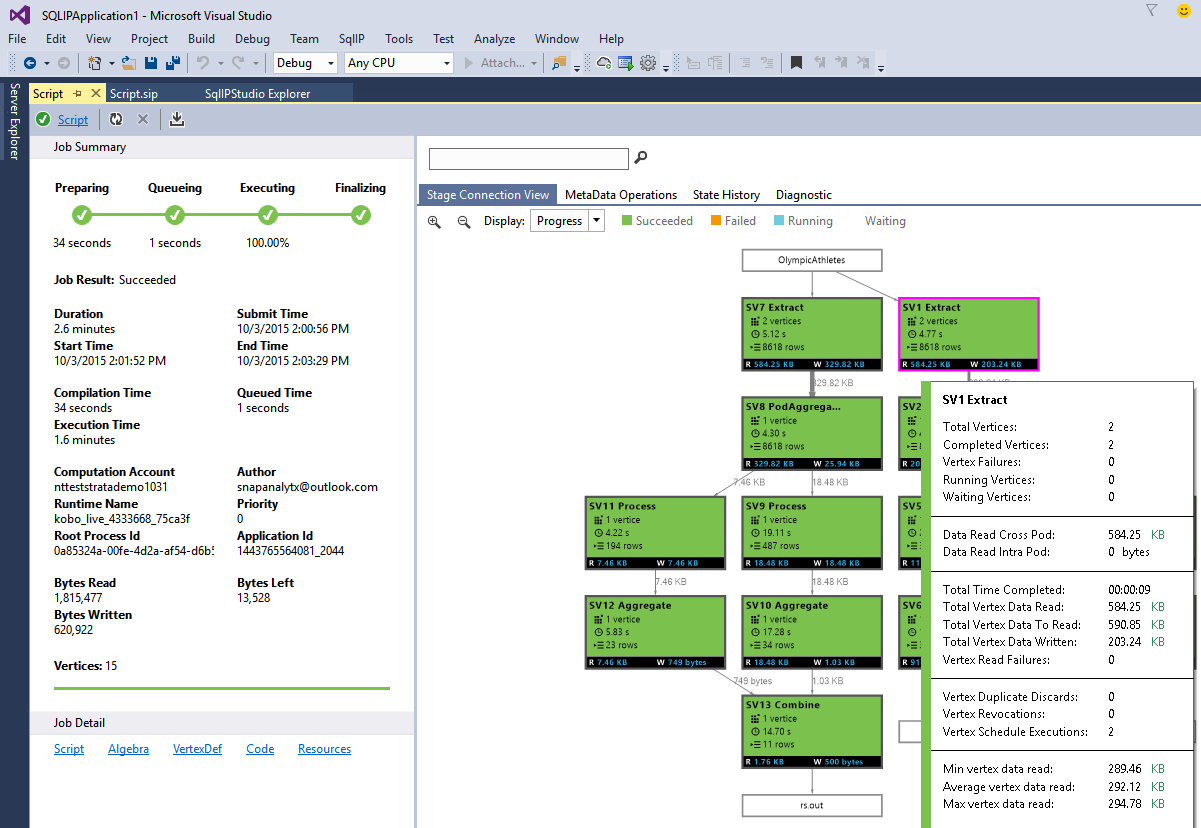 SQLIPApplication1 - Microsoft Visual Studio
File Edit View Project Build Debug Team SqlIP Tools Test Analyze Window Help
Debug Any CPU Attach...
Server Explorer
Script Script.sip SqlIPStudio Explorer
Script
Job Summary
Preparing Queueing Executing Finalizing
34 seconds 1 seconds 100.00%
Job Result: Succeeded
Duration Submit Time
2.6 minutes 10/3/2015 2:00:56 PM
Start Time End Time
10/3/2015 2:01:52 PM 10/3/2015 2:03:29 PM
Compilation Time Queued Time
34 seconds 1 seconds
Execution Time
1.6 minutes
Computation Account Author
ntteststratademo1031 snapanalytx@outlook.com
Runtime Name Priority
kobo_live_4333668_75ca3f 0
Root Process Id Application Id
0a85324a-00fe-4d2a-af54-d6b5 1443765564081_2044
Bytes Read Bytes Left
1,815,477 13,528
Bytes Written
620,922
Vertices: 15
Job Detail
Script Algebra VertexDef Code Resources
Stage Connection View MetaData Operations State History Diagnostic
Display: Progress Succeeded Failed Running Waiting
OlympicAthletes
SV7 Extract
2 vertices
5.12 s
8618 rows
R 584.25 KB W 329.82 KB
SV1 Extract
2 vertices
4.77 s
8618 rows
R 584.25 KB W 203.24 KB
329.82 KB
SV8 PodAggrega...
1 vertice
4.30 s
8618 rows
R 329.82 KB W 25.94 KB
SV2
7.46 KB 18.48 KB
SV11 Process
1 vertice
4.22 s
194 rows
R 7.46 KB W 7.46 KB
SV9 Process
1 vertice
19.11 s
487 rows
R 18.48 KB W 18.48 KB
SV5
7.46 KB 18.48 KB
SV12 Aggregate
1 vertice
5.83 s
23 rows
R 7.46 KB W 749 bytes
SV10 Aggregate
1 vertice
17.28 s
34 rows
R 18.48 KB W 1.03 KB
SV6
749 bytes 1.03 KB
SV13 Combine
1 vertice
14.70 s
11 rows
R 1.76 KB W 500 bytes
rs.out
SV1 Extract
Total Vertices: 2
Completed Vertices: 2
Vertex Failures: 0
Running Vertices: 0
Waiting Vertices: 0
Data Read Cross Pod: 584.25 KB
Data Read Intra Pod: 0 bytes
Total Time Completed: 00:00:09
Total Vertex Data Read: 584.25 KB
Total Vertex Data To Read: 590.85 KB
Total Vertex Data Written: 203.24 KB
Vertex Read Failures: 0
Vertex Duplicate Discards: 0
Vertex Revocations: 0
Vertex Schedule Executions: 2
Min vertex data read: 289.46 KB
Average vertex data read: 292.12 KB
Max vertex data read: 294.78 KB